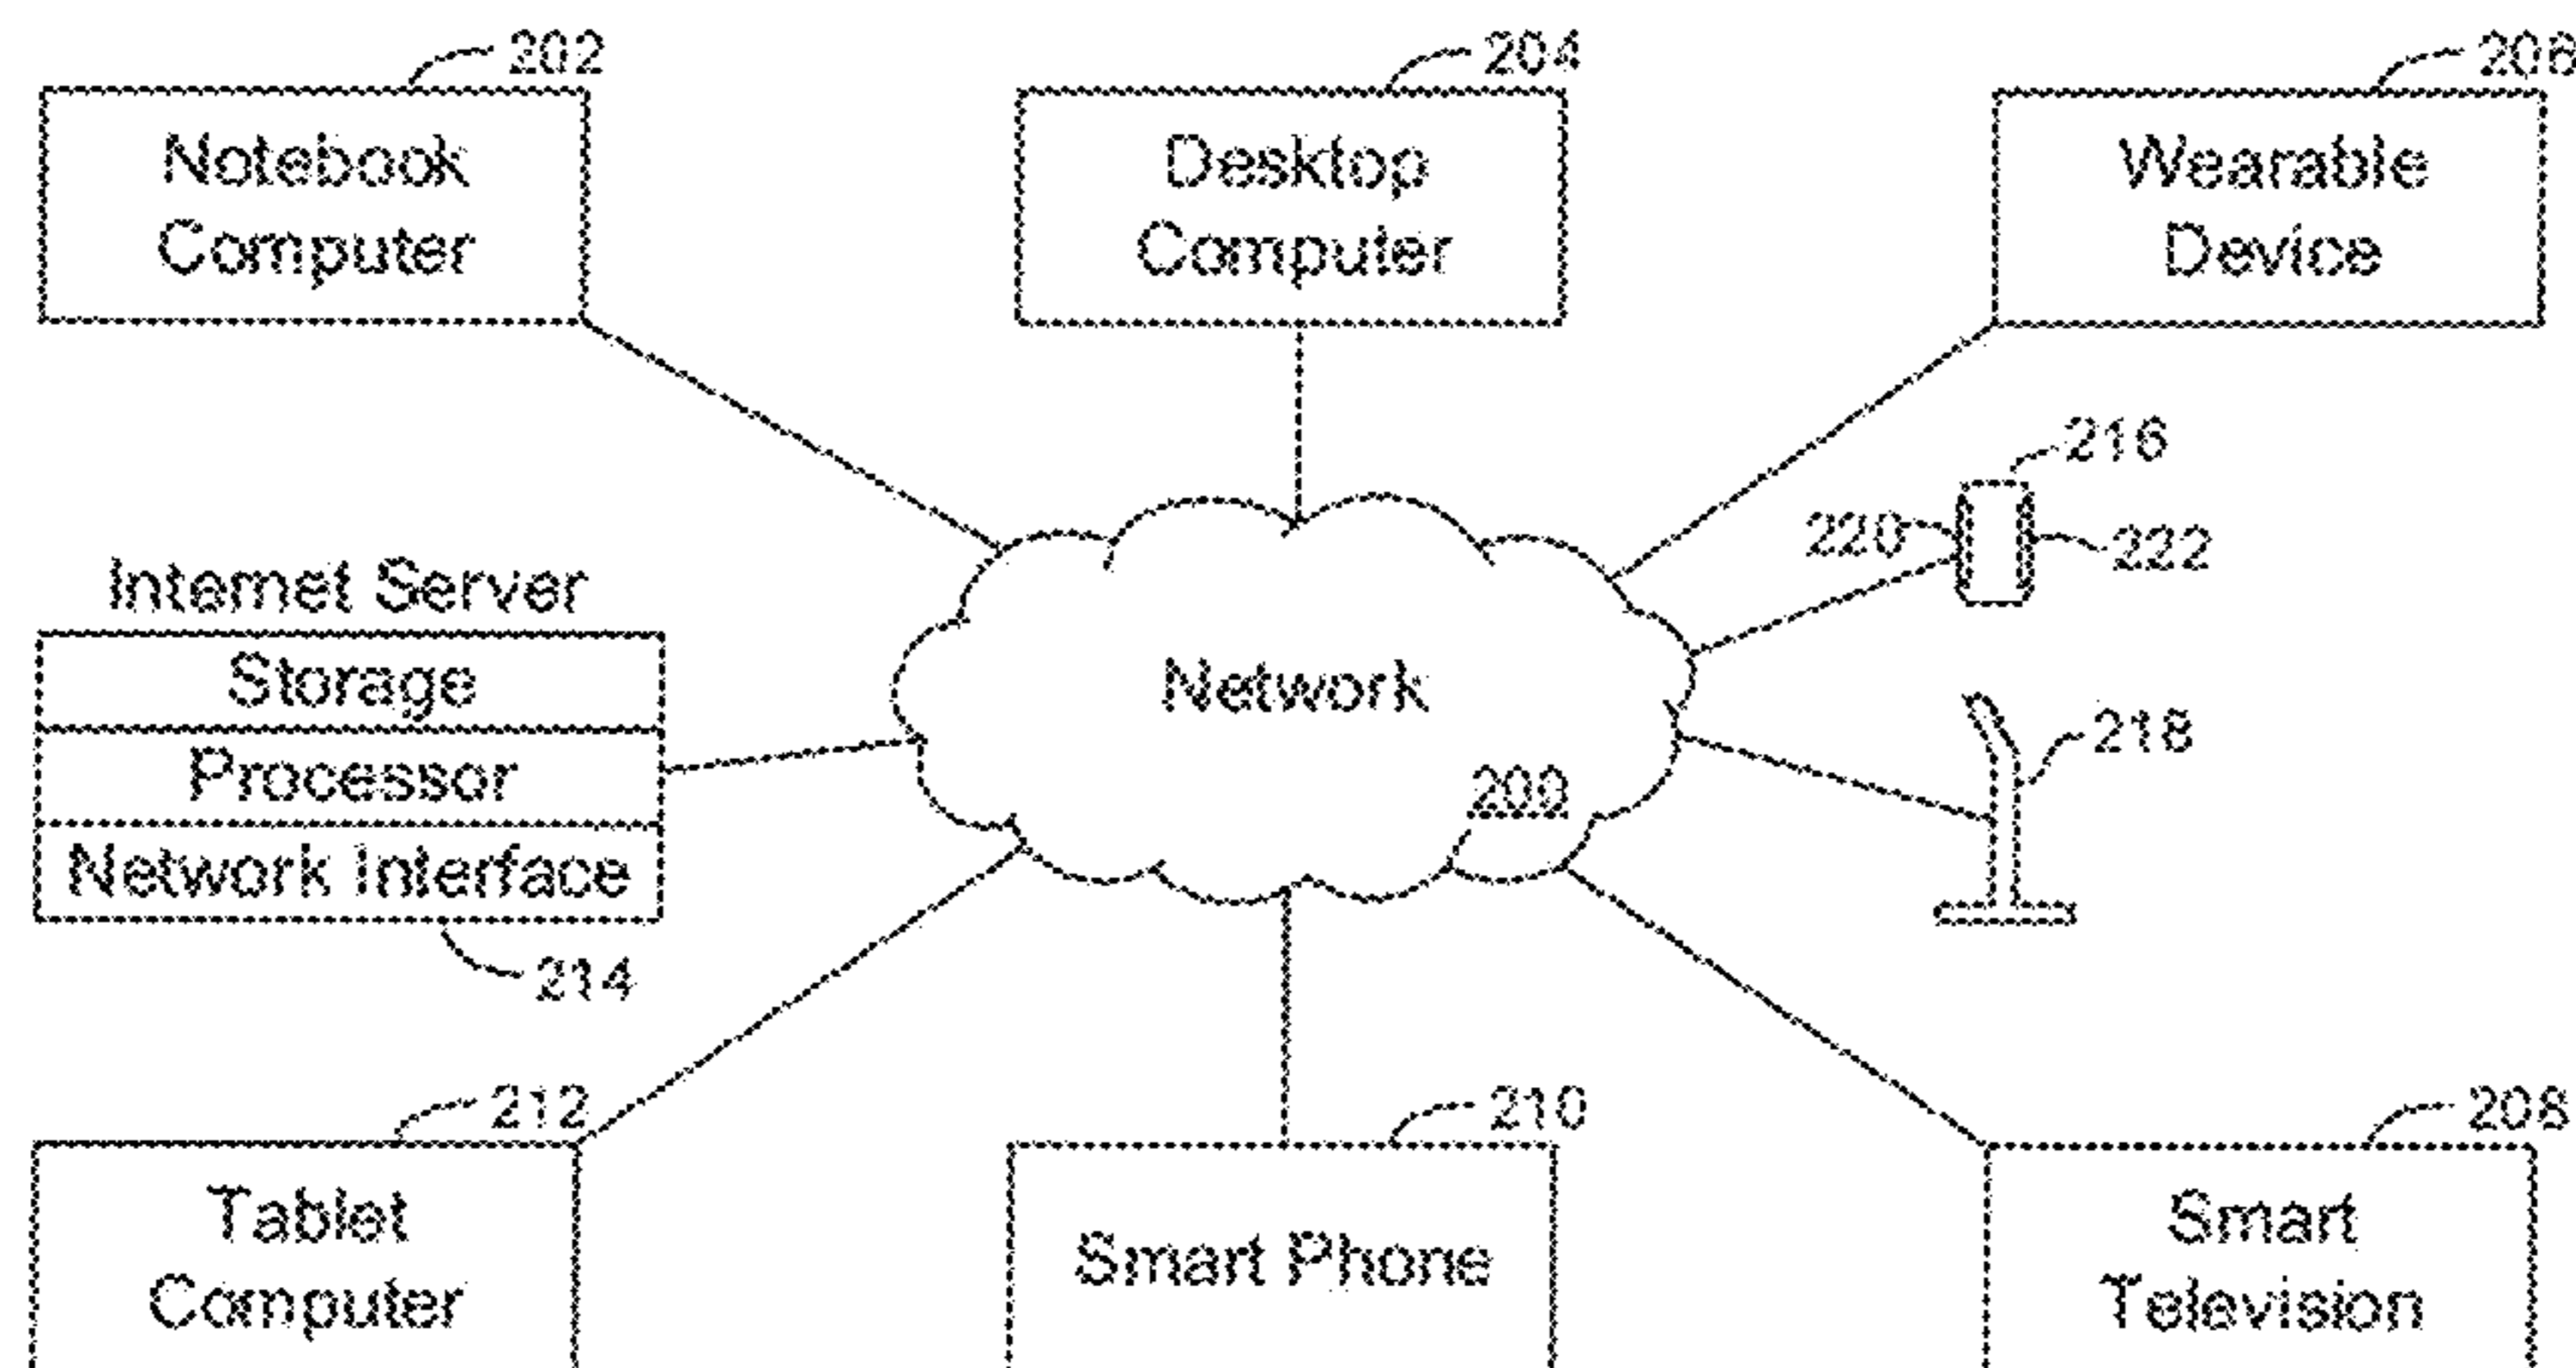 202
204
206
Notebook
Computer
Desktop
Computer
Wearable
Device
216
220
222
Internet Server
Storage
Processor
Network Interface
214
Network
200
218
212
210
208
Tablet
Computer
Smart Phone
Smart
Television